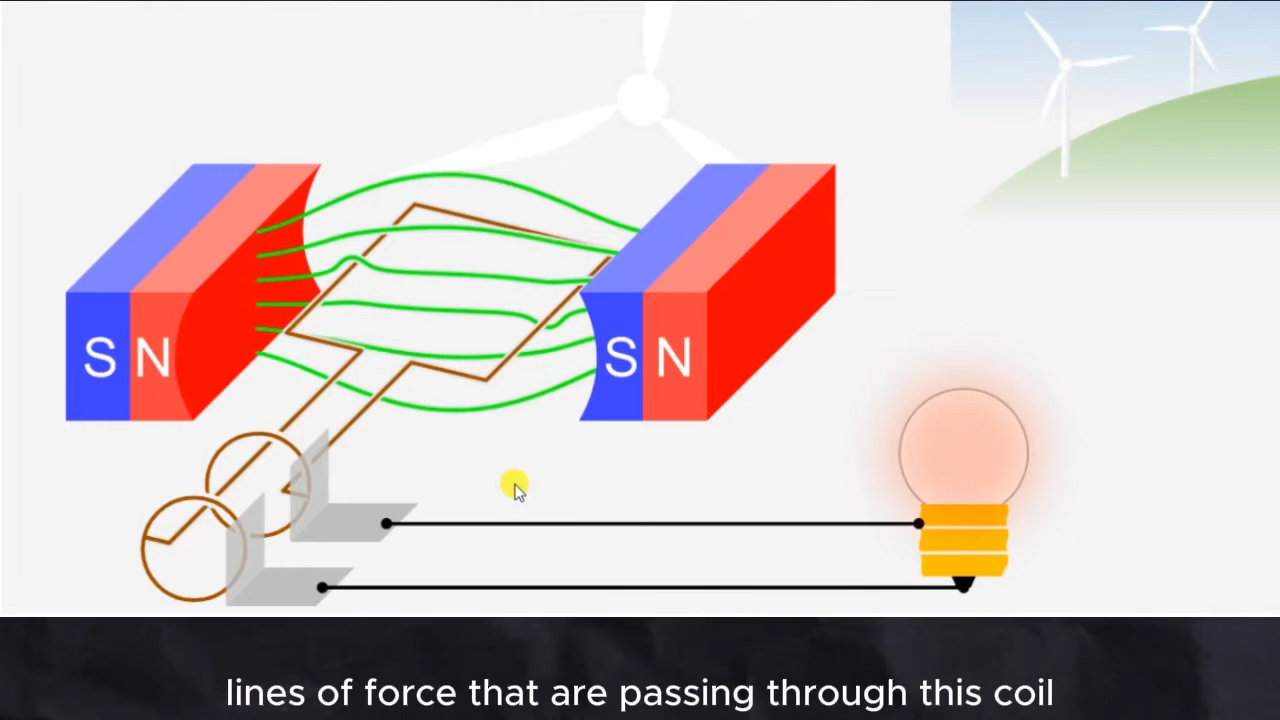 S N S N
lines of force that are passing through this coil